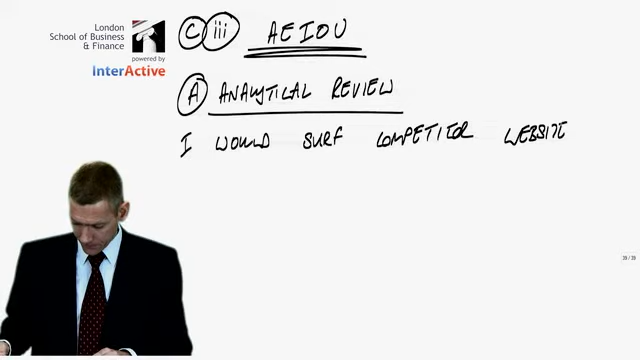 London
School of Business
& Finance
powered by
InterActive
C iii AEIOU
A ANALYTICAL REVIEW
I WOULD SURF COMPETITOR WEBSITE
39 / 39